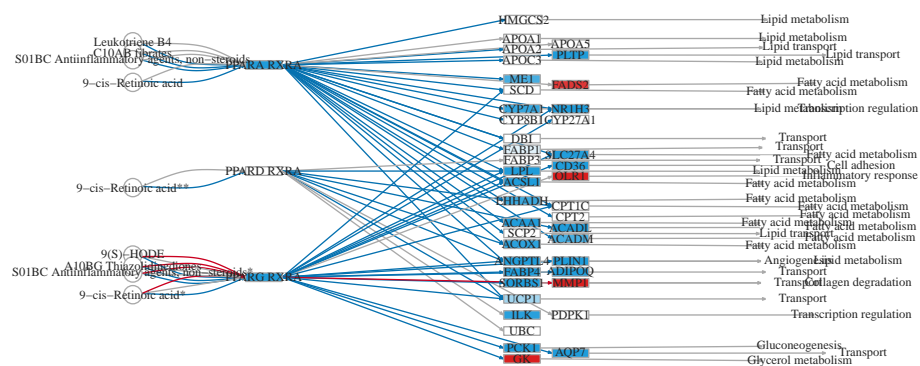 Leukotriene B4
C10AB fibrates
S01BC Antiinflammatory agents, non-steroids
9-cis-Retinoic acid
PPARA RXRA
9-cis-Retinoic acid**
PPARD RXRA
9(S)-HODE
A10BG Thiazolidinediones
S01BC Antiinflammatory agents, non-steroids*
9-cis-Retinoic acid*
PPARG RXRA
HMGCS2
Lipid metabolism
APOA1
Lipid metabolism
APOA5
Lipid transport
APOA2
PLTP
Lipid transport
APOC3
Lipid metabolism
ME1
FADS2
Fatty acid metabolism
SCD
Fatty acid metabolism
CYP7A1
NR1H3
Lipid metabolism
Transcription regulation
CYP8B1
CYP27A1
DBI
Transport
FABP1
Transport
SLC27A4
Fatty acid metabolism
FABP3
Transport
CD36
Cell adhesion
LPL
Lipid metabolism
OLR1
Inflammatory response
ACSL1
Fatty acid metabolism
EHHADH
Fatty acid metabolism
CPT1C
Fatty acid metabolism
CPT2
Fatty acid metabolism
ACAA1
Fatty acid metabolism
ACADL
Fatty acid metabolism
SCP2
Lipid transport
ACADM
Fatty acid metabolism
ACOX1
Fatty acid metabolism
ANGPTL4
PLIN1
Angiogenesis
Lipid metabolism
FABP4
ADIPOQ
Transport
SORBS1
MMP1
Transport
Collagen degradation
UCP1
Transport
ILK
PDPK1
Transcription regulation
UBC
PCK1
Gluconeogenesis
AQP7
Transport
GK
Glycerol metabolism